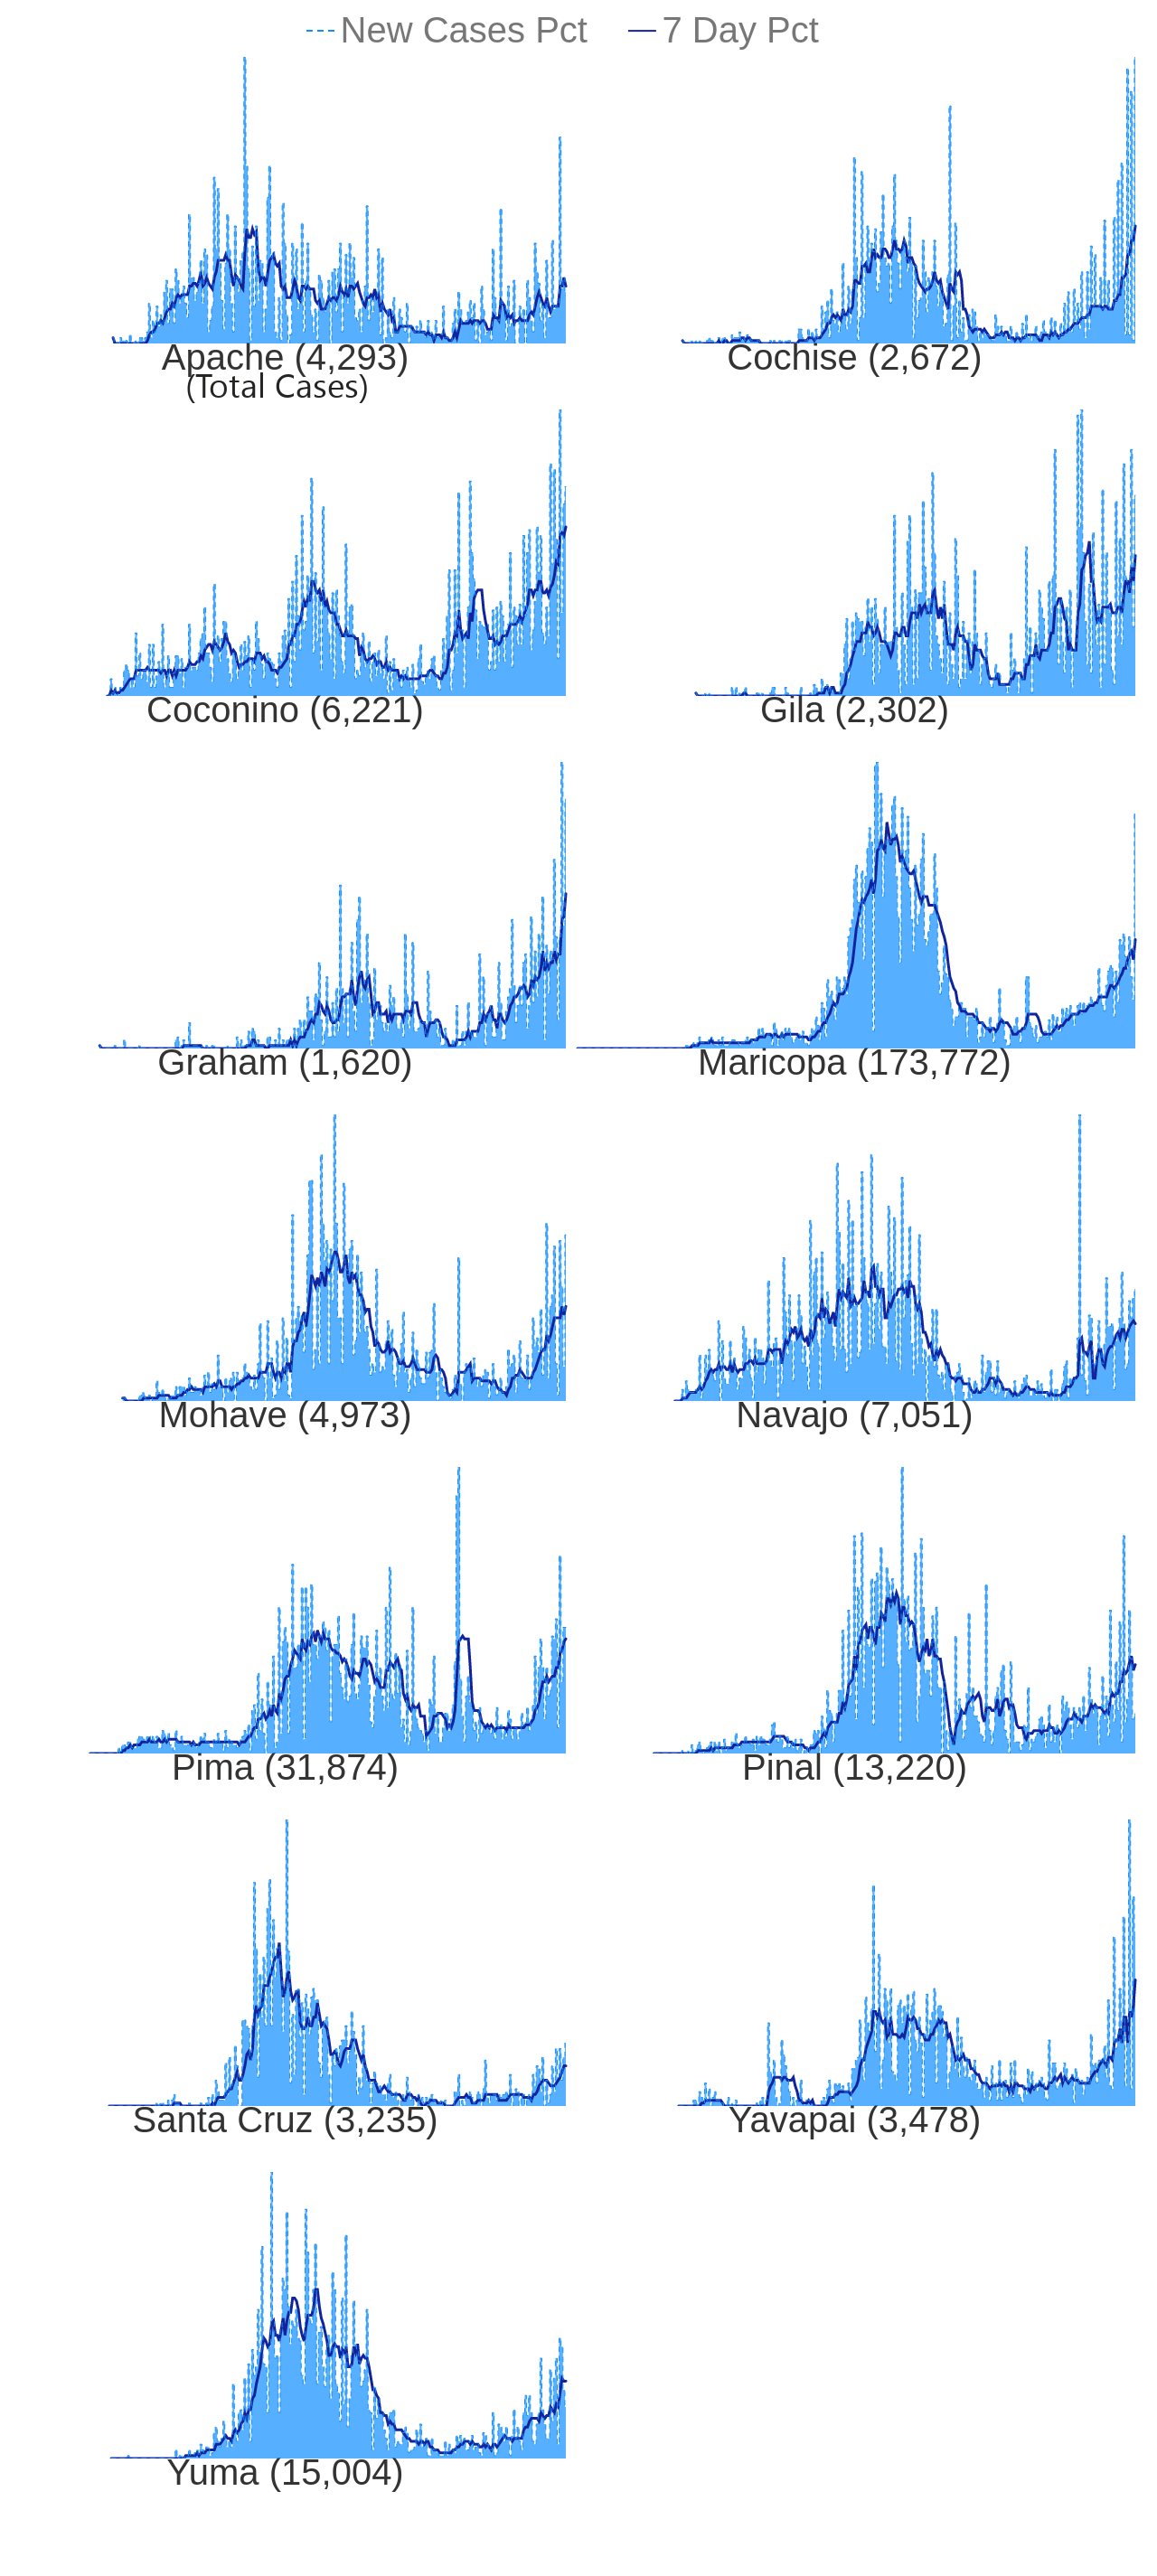 New Cases Pct 7 Day Pct
Apache (4,293) Cochise (2,672)
(Total Cases)
Coconino (6,221) Gila (2,302)
Graham (1,620) Maricopa (173,772)
Mohave (4,973) Navajo (7,051)
Pima (31,874) Pinal (13,220)
Santa Cruz (3,235) Yavapai (3,478)
Yuma (15,004)